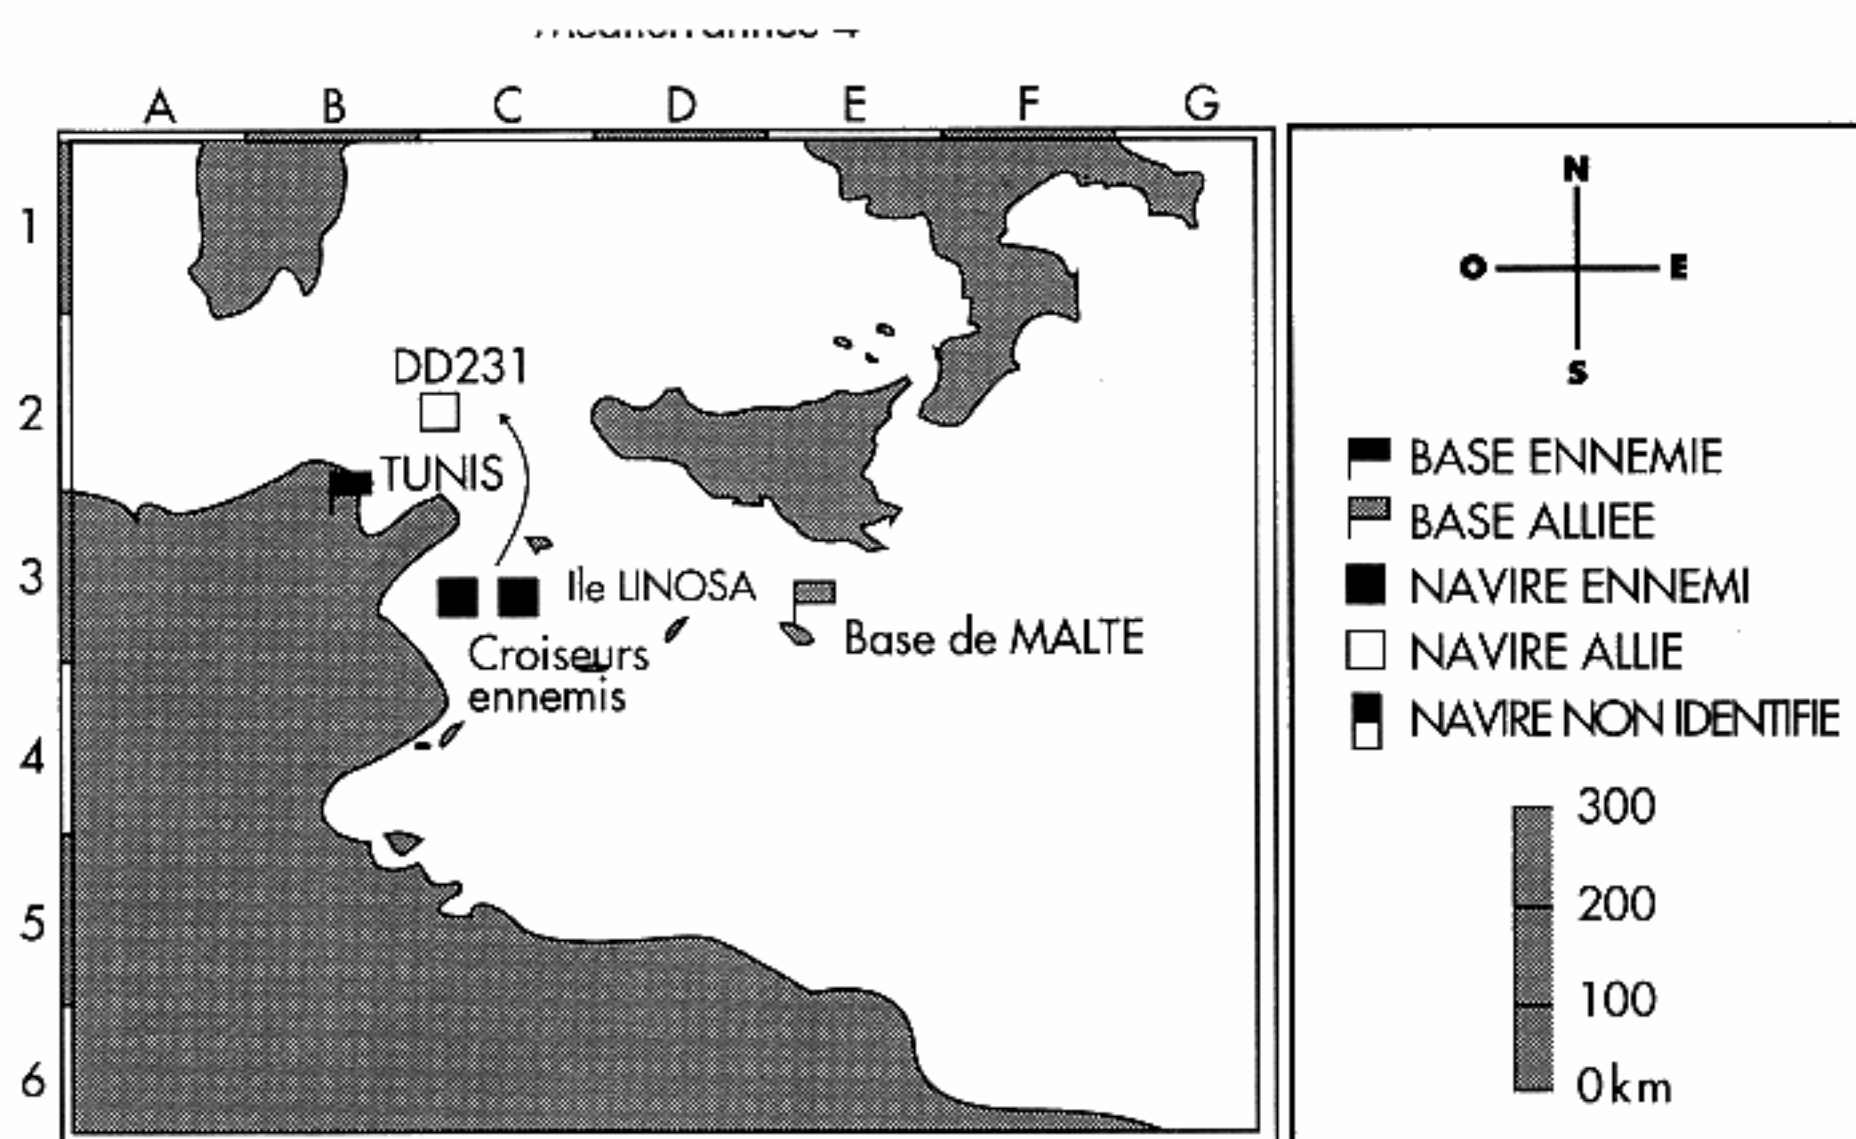 A B C D E F G
1
2
3
4
5
6
DD231
TUNIS
Ile LINOSA
Croiseurs
ennemis
Base de MALTE
N
O E
S
BASE ENNEMIE
BASE ALLIEE
NAVIRE ENNEMI
NAVIRE ALLIE
NAVIRE NON IDENTIFIE
300
200
100
0km